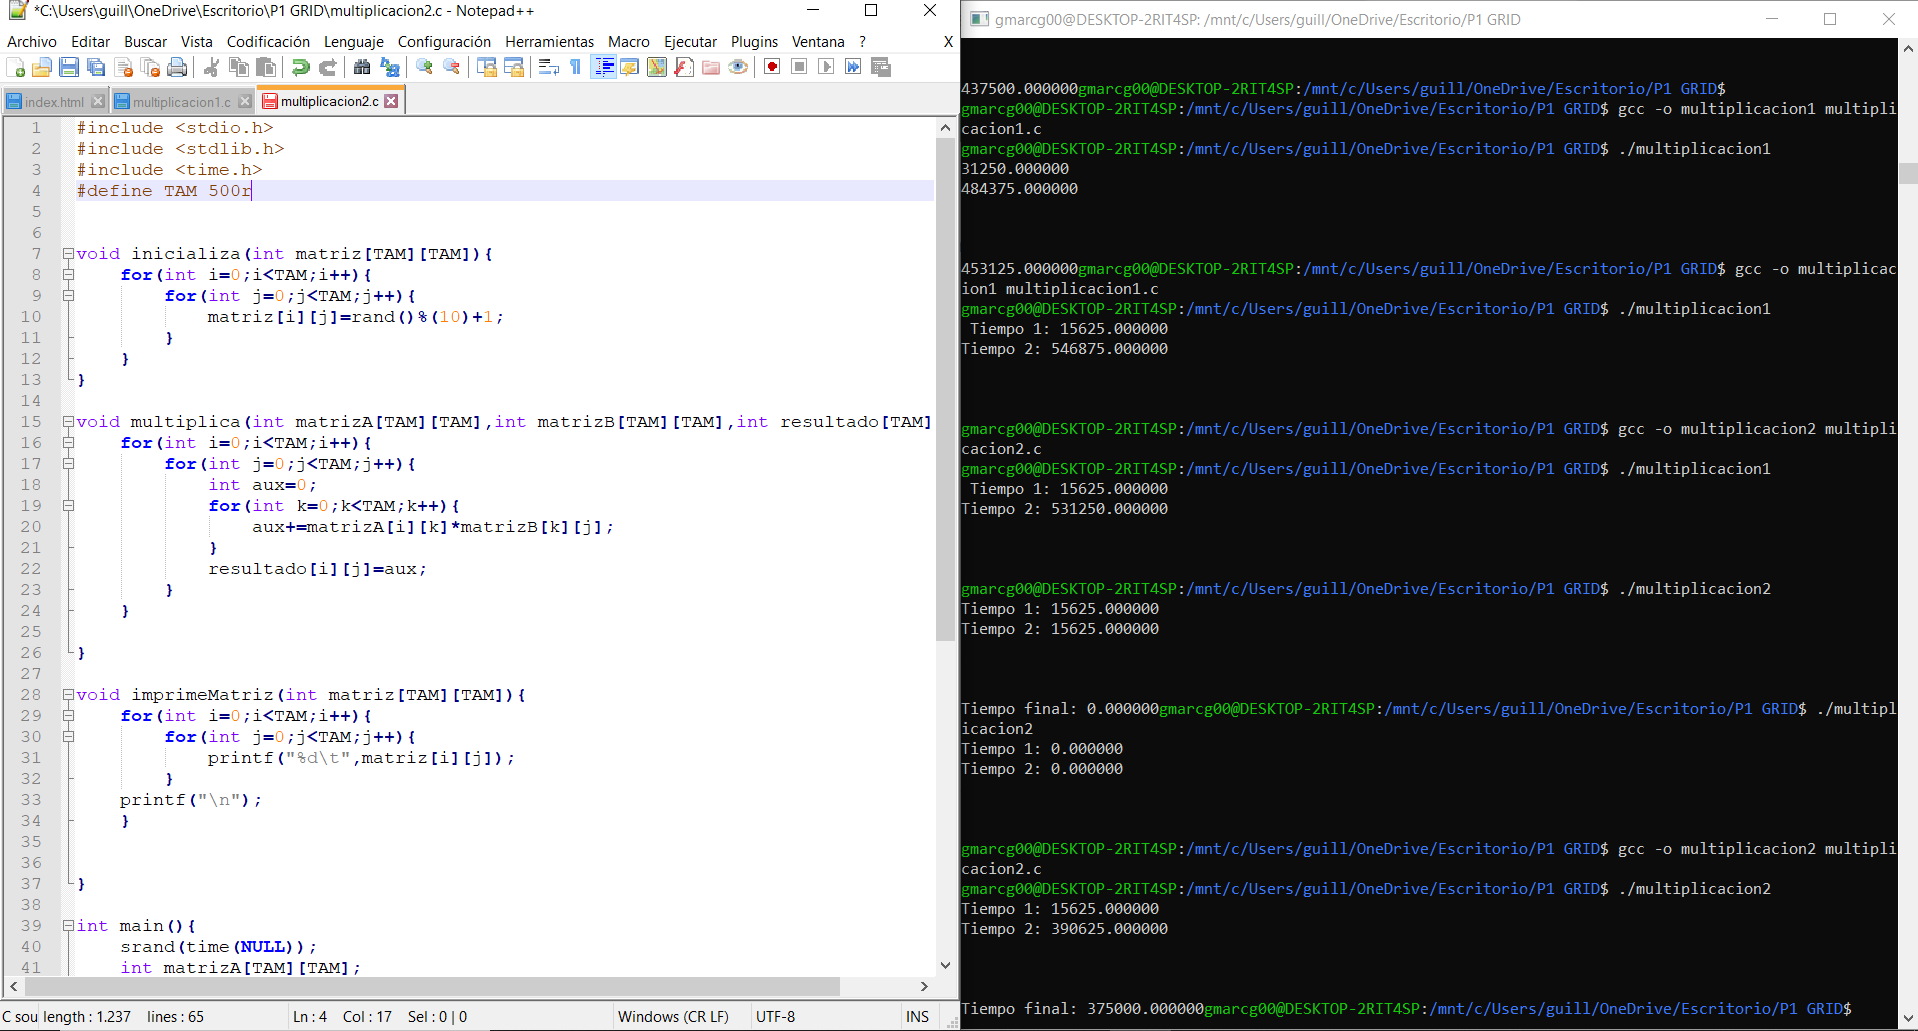 *C:\Users\guill\OneDrive\Escritorio\P1 GRID\multiplicacion2.c - Notepad++
Archivo Editar Buscar Vista Codificación Lenguaje Formato Configuración Herramientas Macro Ejecutar Plugins Ventana ? X
index.html multiplicacion1.c multiplicacion2.c
1 #include <stdio.h>
2 #include <stdlib.h>
3 #include <time.h>
4 #define TAM 500r
5
6
7 void inicializa(int matriz[TAM][TAM]){
8 for(int i=0;i<TAM;i++){
9 for(int j=0;j<TAM;j++){
10 matriz[i][j]=rand()%(10)+1;
11 }
12 }
13 }
14
15 void multiplica(int matrizA[TAM][TAM],int matrizB[TAM][TAM],int resultado[TAM]
16 for(int i=0;i<TAM;i++){
17 for(int j=0;j<TAM;j++){
18 int aux=0;
19 for(int k=0;k<TAM;k++){
20 aux+=matrizA[i][k]*matrizB[k][j];
21 }
22 resultado[i][j]=aux;
23 }
24 }
25
26 }
27
28 void imprimeMatriz(int matriz[TAM][TAM]){
29 for(int i=0;i<TAM;i++){
30 for(int j=0;j<TAM;j++){
31 printf("%d\t",matriz[i][j]);
32 }
33 printf("\n");
34 }
35
36
37 }
38
39 int main(){
40 srand(time(NULL));
41 int matrizA[TAM][TAM];
C sou length : 1.237 lines : 65 Ln : 4 Col : 17 Sel : 0 | 0 Windows (CR LF) UTF-8 INS
gmarcg00@DESKTOP-2RIT4SP: /mnt/c/Users/guill/OneDrive/Escritorio/P1 GRID
437500.000000gmarcg00@DESKTOP-2RIT4SP:/mnt/c/Users/guill/OneDrive/Escritorio/P1 GRID$
gmarcg00@DESKTOP-2RIT4SP:/mnt/c/Users/guill/OneDrive/Escritorio/P1 GRID$ gcc -o multiplicacion1 multipli
cacion1.c
gmarcg00@DESKTOP-2RIT4SP:/mnt/c/Users/guill/OneDrive/Escritorio/P1 GRID$ ./multiplicacion1
31250.000000
484375.000000
453125.000000gmarcg00@DESKTOP-2RIT4SP:/mnt/c/Users/guill/OneDrive/Escritorio/P1 GRID$ gcc -o multiplicac
ion1 multiplicacion1.c
gmarcg00@DESKTOP-2RIT4SP:/mnt/c/Users/guill/OneDrive/Escritorio/P1 GRID$ ./multiplicacion1
Tiempo 1: 15625.000000
Tiempo 2: 546875.000000
gmarcg00@DESKTOP-2RIT4SP:/mnt/c/Users/guill/OneDrive/Escritorio/P1 GRID$ gcc -o multiplicacion2 multipli
cacion2.c
gmarcg00@DESKTOP-2RIT4SP:/mnt/c/Users/guill/OneDrive/Escritorio/P1 GRID$ ./multiplicacion1
Tiempo 1: 15625.000000
Tiempo 2: 531250.000000
gmarcg00@DESKTOP-2RIT4SP:/mnt/c/Users/guill/OneDrive/Escritorio/P1 GRID$ ./multiplicacion2
Tiempo 1: 15625.000000
Tiempo 2: 15625.000000
Tiempo final: 0.000000gmarcg00@DESKTOP-2RIT4SP:/mnt/c/Users/guill/OneDrive/Escritorio/P1 GRID$ ./multipl
icacion2
Tiempo 1: 0.000000
Tiempo 2: 0.000000
gmarcg00@DESKTOP-2RIT4SP:/mnt/c/Users/guill/OneDrive/Escritorio/P1 GRID$ gcc -o multiplicacion2 multipli
cacion2.c
gmarcg00@DESKTOP-2RIT4SP:/mnt/c/Users/guill/OneDrive/Escritorio/P1 GRID$ ./multiplicacion2
Tiempo 1: 15625.000000
Tiempo 2: 390625.000000
Tiempo final: 375000.000000gmarcg00@DESKTOP-2RIT4SP:/mnt/c/Users/guill/OneDrive/Escritorio/P1 GRID$